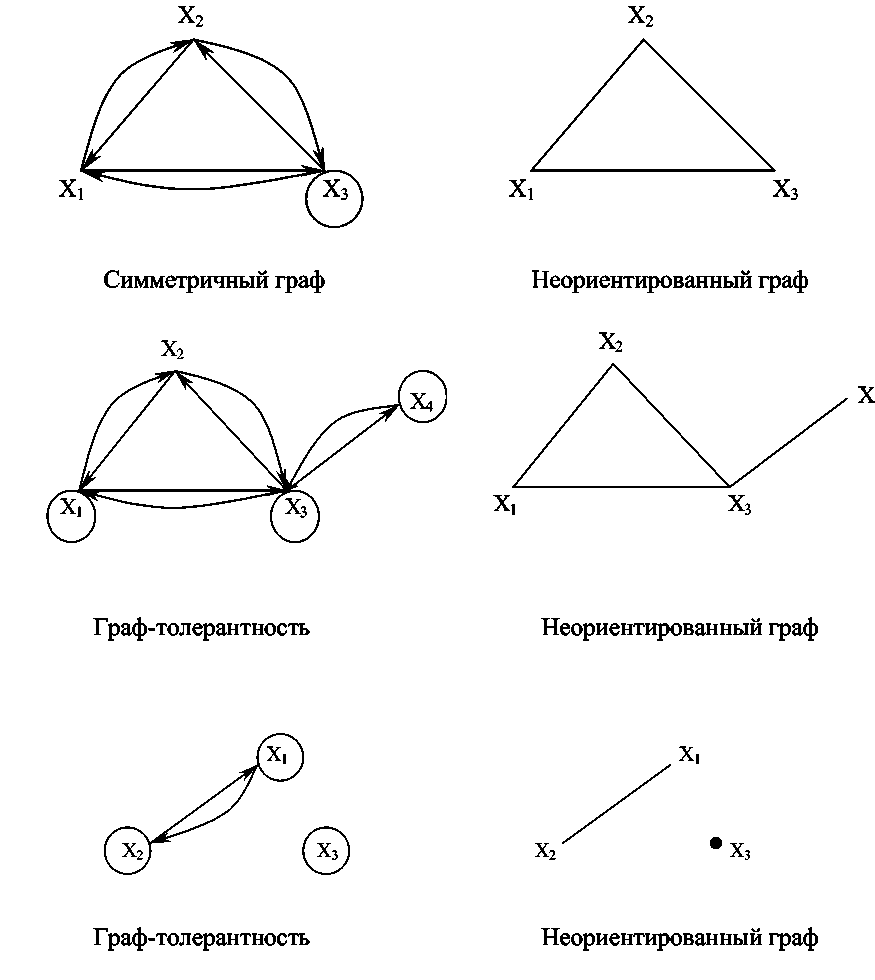 X₂ X₂
X₁ X₃ X₁ X₃
Симметричный граф Неориентированный граф
X₂ X₂
X₄ X
X₁ X₃ X₁ X₃
Граф-толерантность Неориентированный граф
X₁ X₁
X₂ X₃ X₂ X₃
Граф-толерантность Неориентированный граф